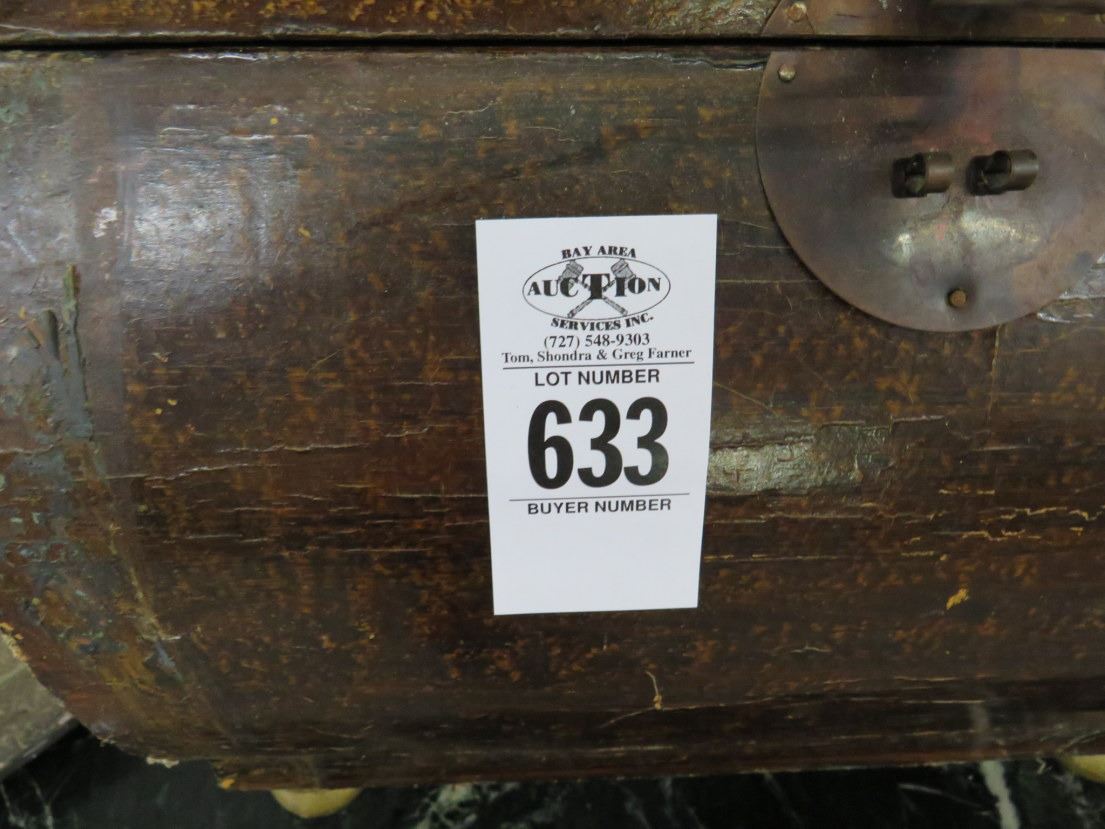 BAY AREA
AUCTION
SERVICES INC.
(727) 548-9303
Tom, Shondra & Greg Farner
LOT NUMBER
633
BUYER NUMBER